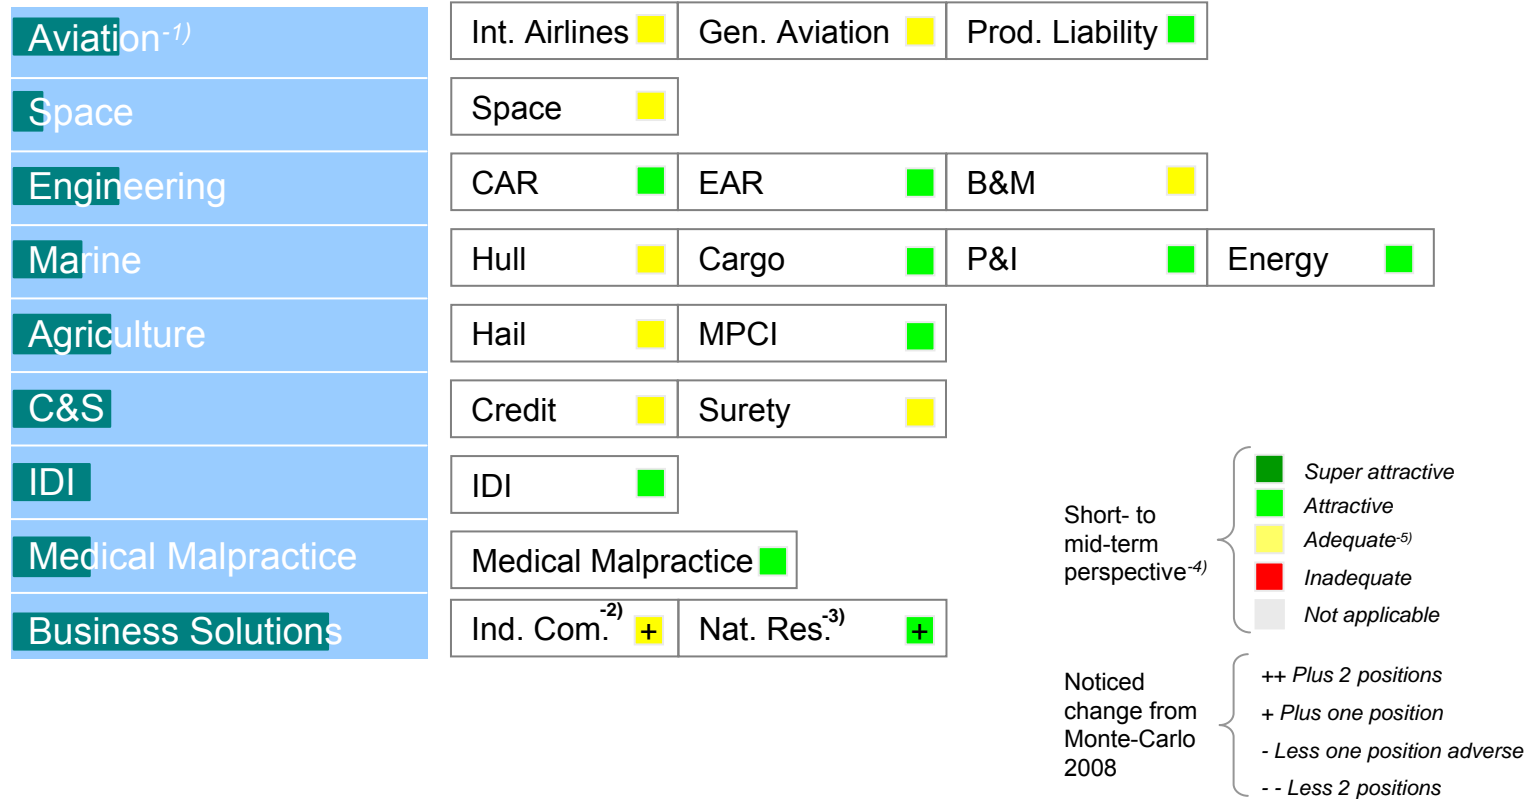 Aviation-1) Int. Airlines Gen. Aviation Prod. Liability
Space Space
Engineering CAR EAR B&M
Marine Hull Cargo P&I Energy
Agriculture Hail MPCI
C&S Credit Surety
IDI IDI
Medical Malpractice Medical Malpractice
Business Solutions Ind. Com.-2) + Nat. Res.-3) +
Short- to
mid-term
perspective-4)
Super attractive
Attractive
Adequate-5)
Inadequate
Not applicable
Noticed
change from
Monte-Carlo
2008
++ Plus 2 positions
+ Plus one position
- Less one position adverse
- - Less 2 positions